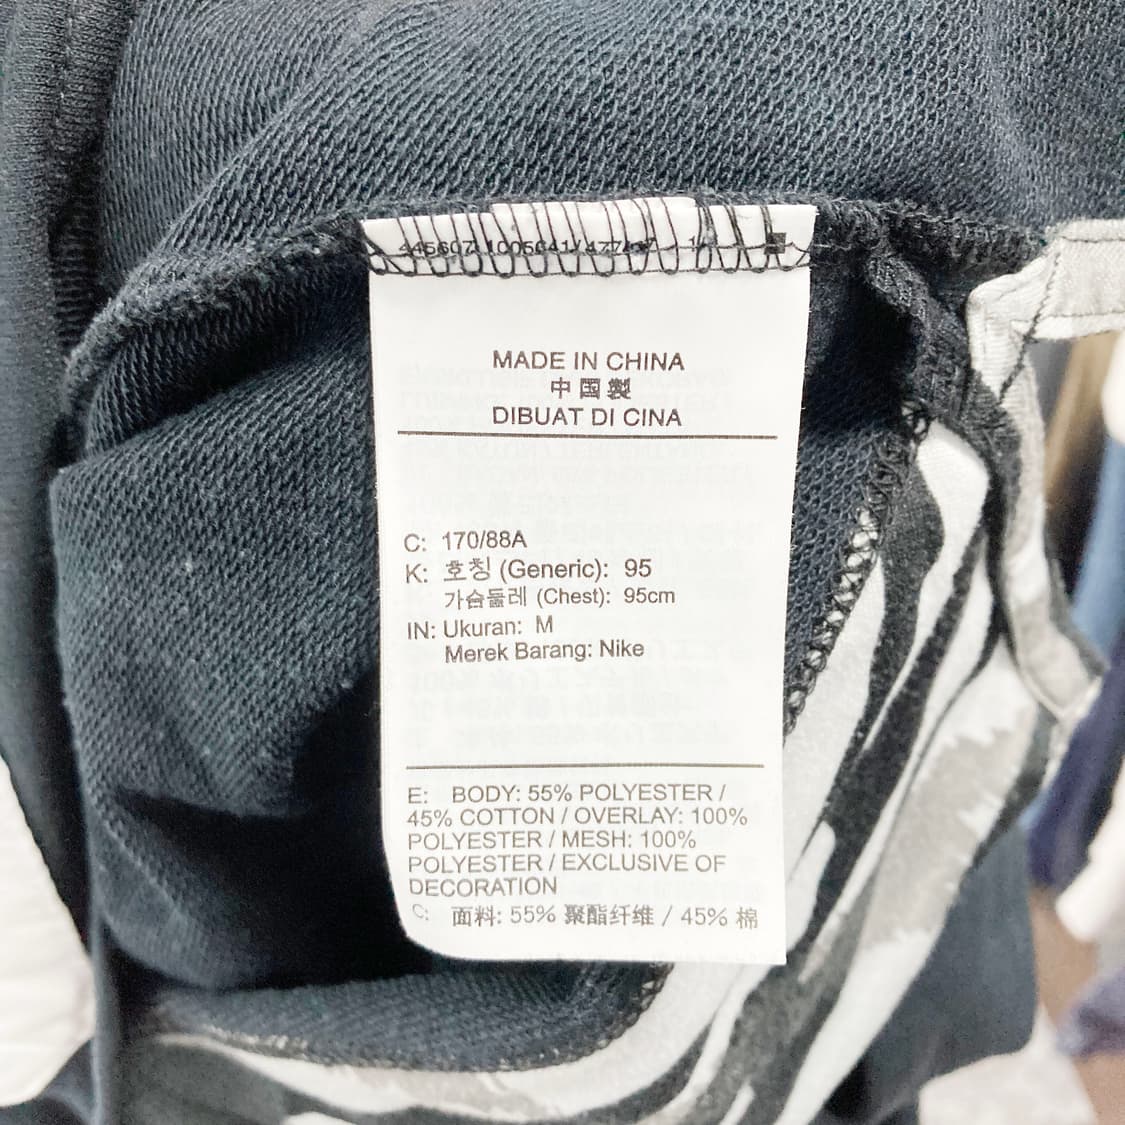 MADE IN CHINA
中国製
DIBUAT DI CINA
C: 170/88A
K: 호칭 (Generic): 95
가슴둘레 (Chest): 95cm
IN: Ukuran: M
Merek Barang: Nike
E: BODY: 55% POLYESTER /
45% COTTON / OVERLAY: 100%
POLYESTER / MESH: 100%
POLYESTER / EXCLUSIVE OF
DECORATION
C: 面料: 55% 聚酯纤维 / 45% 棉